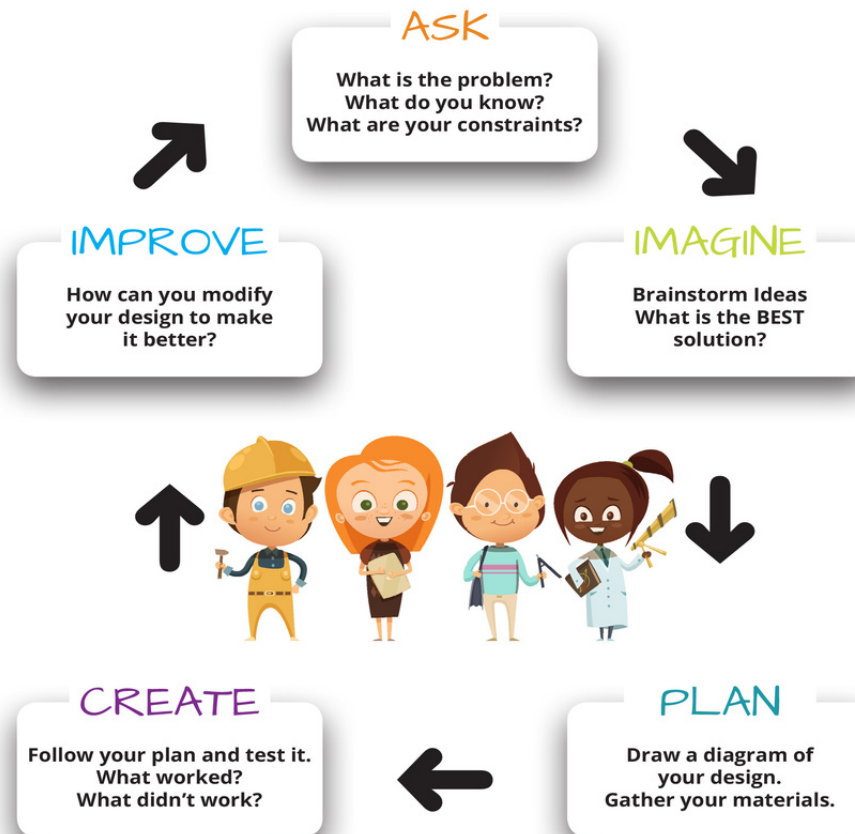 ASK
What is the problem?
What do you know?
What are your constraints?
IMAGINE
Brainstorm Ideas
What is the BEST
solution?
PLAN
Draw a diagram of
your design.
Gather your materials.
CREATE
Follow your plan and test it.
What worked?
What didn’t work?
IMPROVE
How can you modify
your design to make
it better?